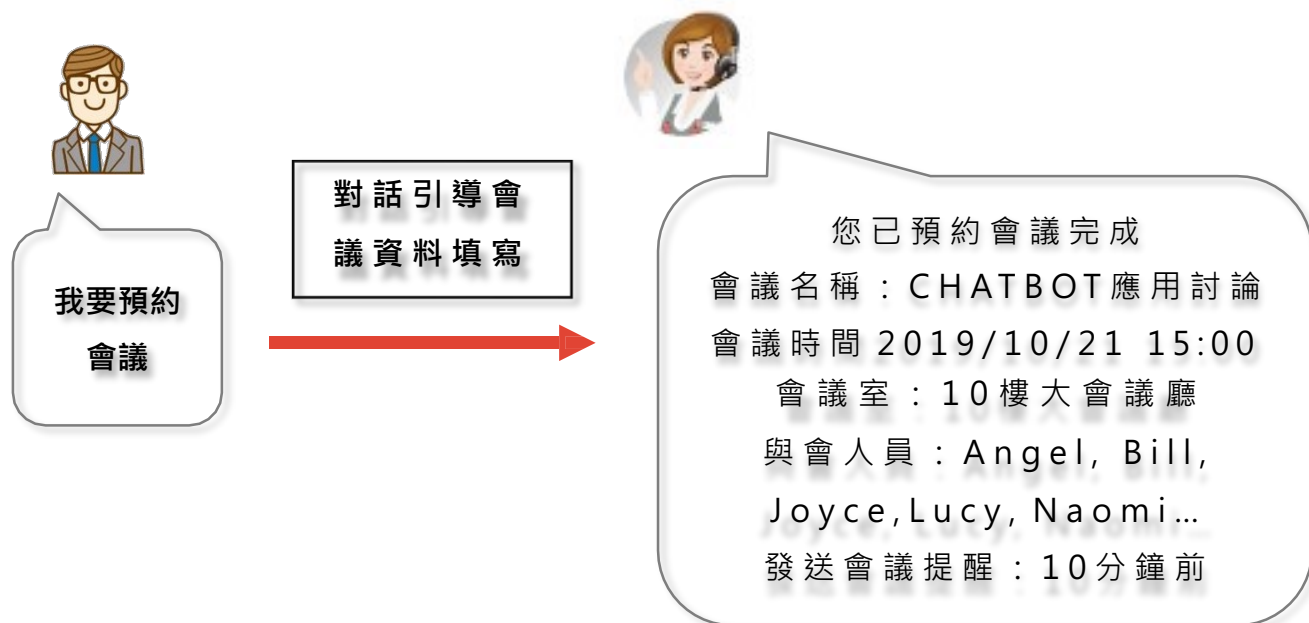 我要預約
會議
對話引導會
議資料填寫
您已預約會議完成
會議名稱：CHATBOT應用討論
會議時間 2019/10/21 15:00
會議室：10樓大會議廳
與會人員：Angel, Bill,
Joyce,Lucy, Naomi…
發送會議提醒：10分鐘前